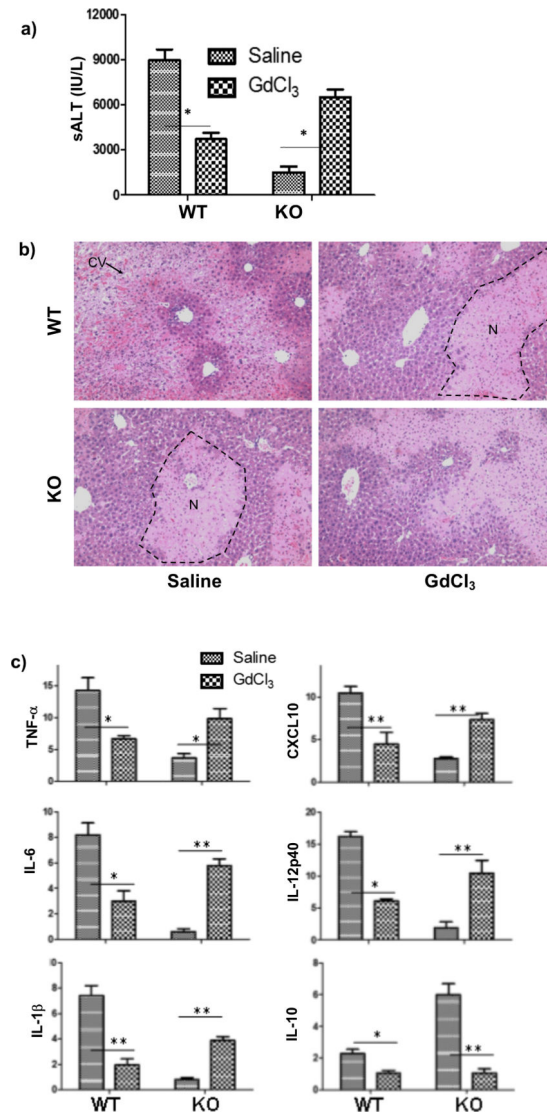 a)
sALT (IU/L)
12000
9000
6000
3000
0
Saline
GdCl₃
*
*
WT KO
b)
WT
CV
N
KO
N
Saline GdCl₃
c)
Saline
GdCl₃
TNF-α
15
10
5
0
*
*
CXCL10
10
5
0
**
**
IL-6
10
8
6
4
2
0
*
**
IL-12p40
20
15
10
5
0
*
**
IL-1β
8
6
4
2
0
**
**
WT KO
IL-10
8
6
4
2
0
*
**
WT KO